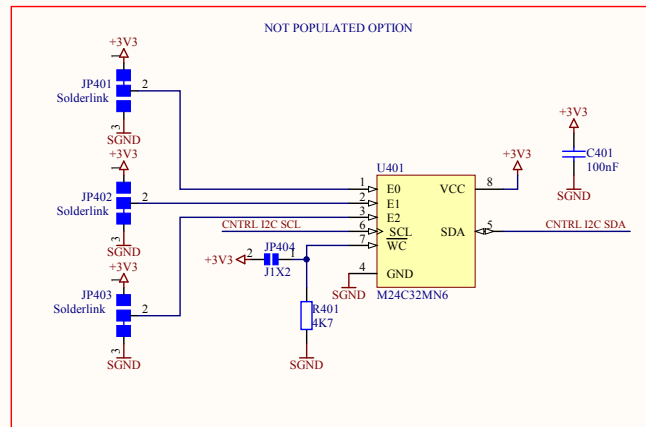 NOT POPULATED OPTION
+3V3
1
JP401
Solderlink
2
3
SGND
+3V3
1
JP402
Solderlink
2
3
SGND
+3V3
1
JP403
Solderlink
2
3
SGND
CNTRL I2C SCL
+3V3
2
JP404
1
J1X2
R401
4K7
SGND
U401
1 E0
2 E1
3 E2
6 SCL
7 WC
4 GND
SGND
VCC 8
SDA 5
M24C32MN6
+3V3
CNTRL I2C SDA
+3V3
C401
100nF
SGND